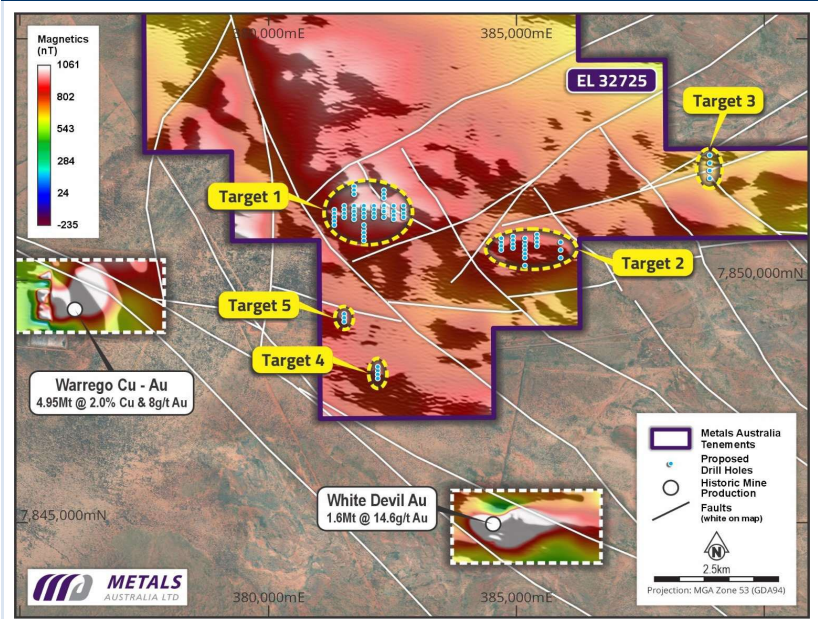 Magnetics
(nT)
1061
802
543
284
24
-235
380,000mE
385,000mE
EL 32725
Target 3
Target 1
Target 2
7,850,000mN
Target 5
Target 4
Warrego Cu - Au
4.95Mt @ 2.0% Cu & 8g/t Au
White Devil Au
1.6Mt @ 14.6g/t Au
7,845,000mN
Metals Australia
Tenements
Proposed
Drill Holes
Historic Mine
Production
Faults
(white on map)
N
2.5km
Projection: MGA Zone 53 (GDA94)
METALS
AUSTRALIA LTD
380,000mE
385,000mE